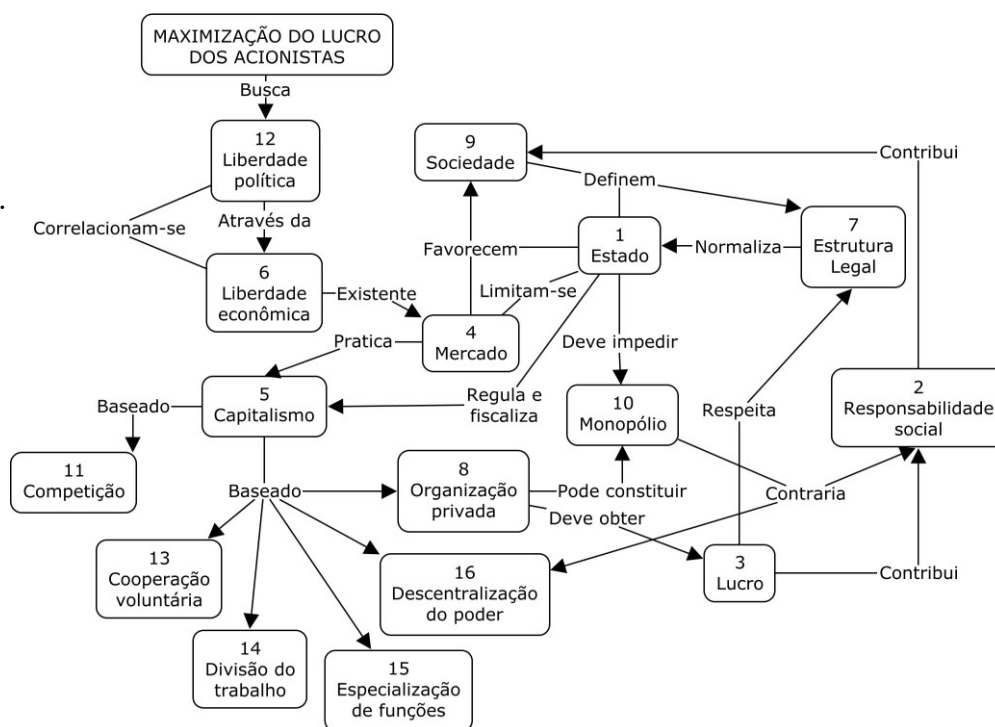 MAXIMIZAÇÃO DO LUCRO
DOS ACIONISTAS
Busca
12
Liberdade
política
Correlacionam-se
Através da
6
Liberdade
econômica
Existente
9
Sociedade
Contribui
Definem
1
Estado
Favorecem
Normaliza
7
Estrutura
Legal
Limitam-se
4
Mercado
Pratica
Deve impedir
5
Capitalismo
Regula e
fiscaliza
Baseado
10
Monopólio
Respeita
2
Responsabilidade
social
11
Competição
Baseado
8
Organização
privada
Pode constituir
Deve obter
Contraria
13
Cooperação
voluntária
16
Descentralização
do poder
3
Lucro
Contribui
14
Divisão do
trabalho
15
Especialização
de funções